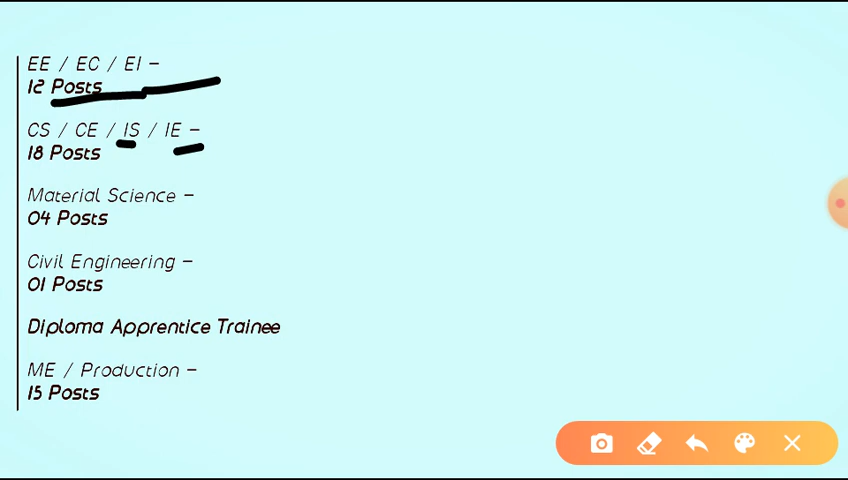 EE / EC / EI –
12 Posts
CS / CE / IS / IE –
18 Posts
Material Science –
04 Posts
Civil Engineering –
01 Posts
Diploma Apprentice Trainee
ME / Production –
15 Posts